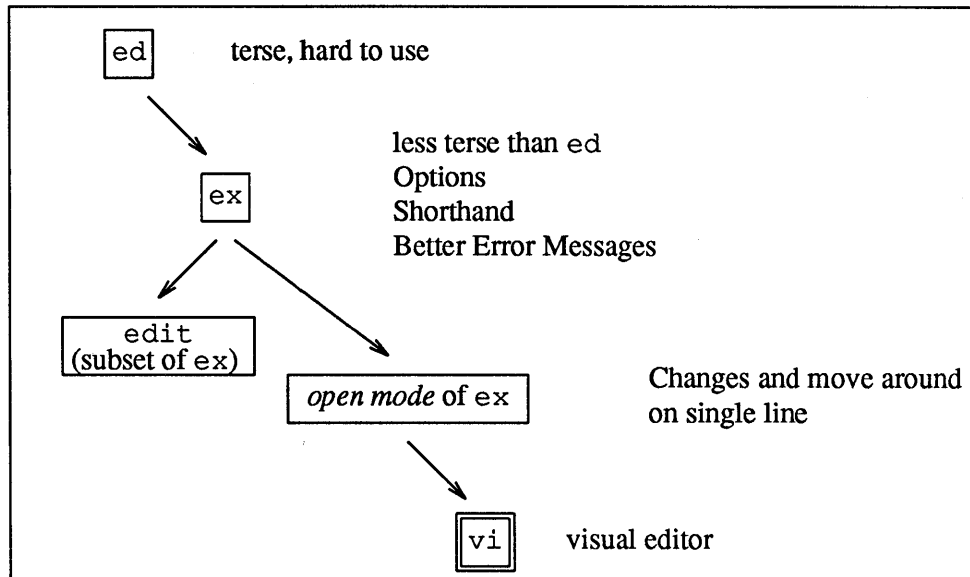 ed terse, hard to use
less terse than ed
Options
ex Shorthand
Better Error Messages
edit
(subset of ex)
open mode of ex
Changes and move around
on single line
vi visual editor